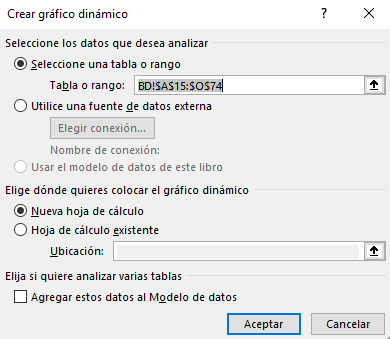 Crear gráfico dinámico
? ×
Seleccione los datos que desea analizar
Seleccione una tabla o rango
Tabla o rango: BD!$A$15:$O$74
Utilice una fuente de datos externa
Elegir conexión...
Nombre de conexión:
Usar el modelo de datos de este libro
Elige dónde quieres colocar el gráfico dinámico
Nueva hoja de cálculo
Hoja de cálculo existente
Ubicación:
Elija si quiere analizar varias tablas
Agregar estos datos al Modelo de datos
Aceptar Cancelar